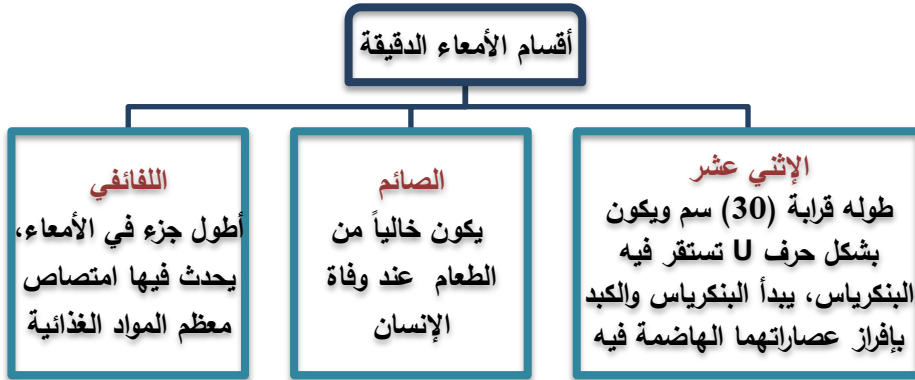 أقسام الأمعاء الدقيقة
الإثني عشر
طوله قرابة (30) سم ويكون
بشكل حرف U تستقر فيه
البنكرياس، يبدأ البنكرياس والكبد
بإفراز عصاراتهما الهاضمة فيه
الصائم
يكون خالياً من
الطعام عند وفاة
الإنسان
اللفائفي
أطول جزء في الأمعاء،
يحدث فيها امتصاص
معظم المواد الغذائية